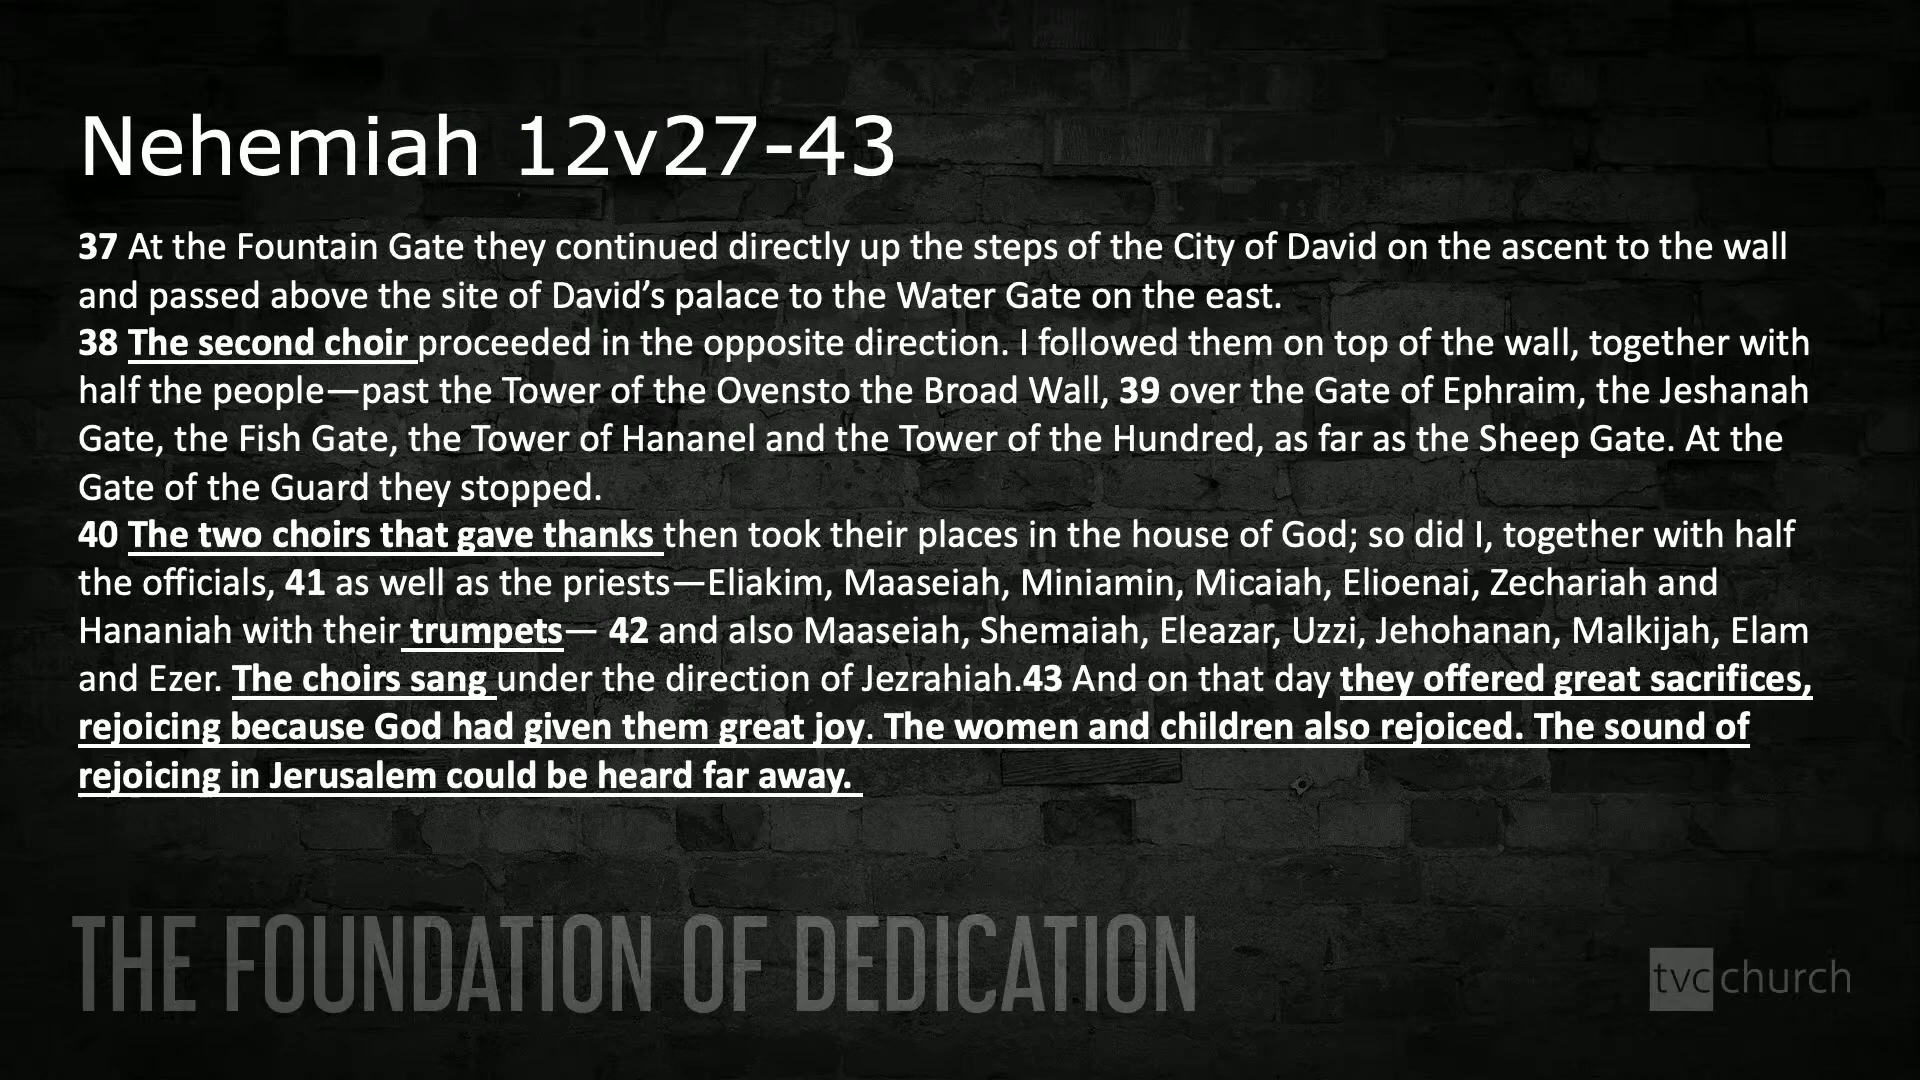 Nehemiah 12v27-43
37 At the Fountain Gate they continued directly up the steps of the City of David on the ascent to the wall
and passed above the site of David’s palace to the Water Gate on the east.
38 The second choir proceeded in the opposite direction. I followed them on top of the wall, together with
half the people—past the Tower of the Ovensto the Broad Wall, 39 over the Gate of Ephraim, the Jeshanah
Gate, the Fish Gate, the Tower of Hananel and the Tower of the Hundred, as far as the Sheep Gate. At the
Gate of the Guard they stopped.
40 The two choirs that gave thanks then took their places in the house of God; so did I, together with half
the officials, 41 as well as the priests—Eliakim, Maaseiah, Miniamin, Micaiah, Elioenai, Zechariah and
Hananiah with their trumpets— 42 and also Maaseiah, Shemaiah, Eleazar, Uzzi, Jehohanan, Malkijah, Elam
and Ezer. The choirs sang under the direction of Jezrahiah.43 And on that day they offered great sacrifices,
rejoicing because God had given them great joy. The women and children also rejoiced. The sound of
rejoicing in Jerusalem could be heard far away.
THE FOUNDATION OF DEDICATION
tvc church